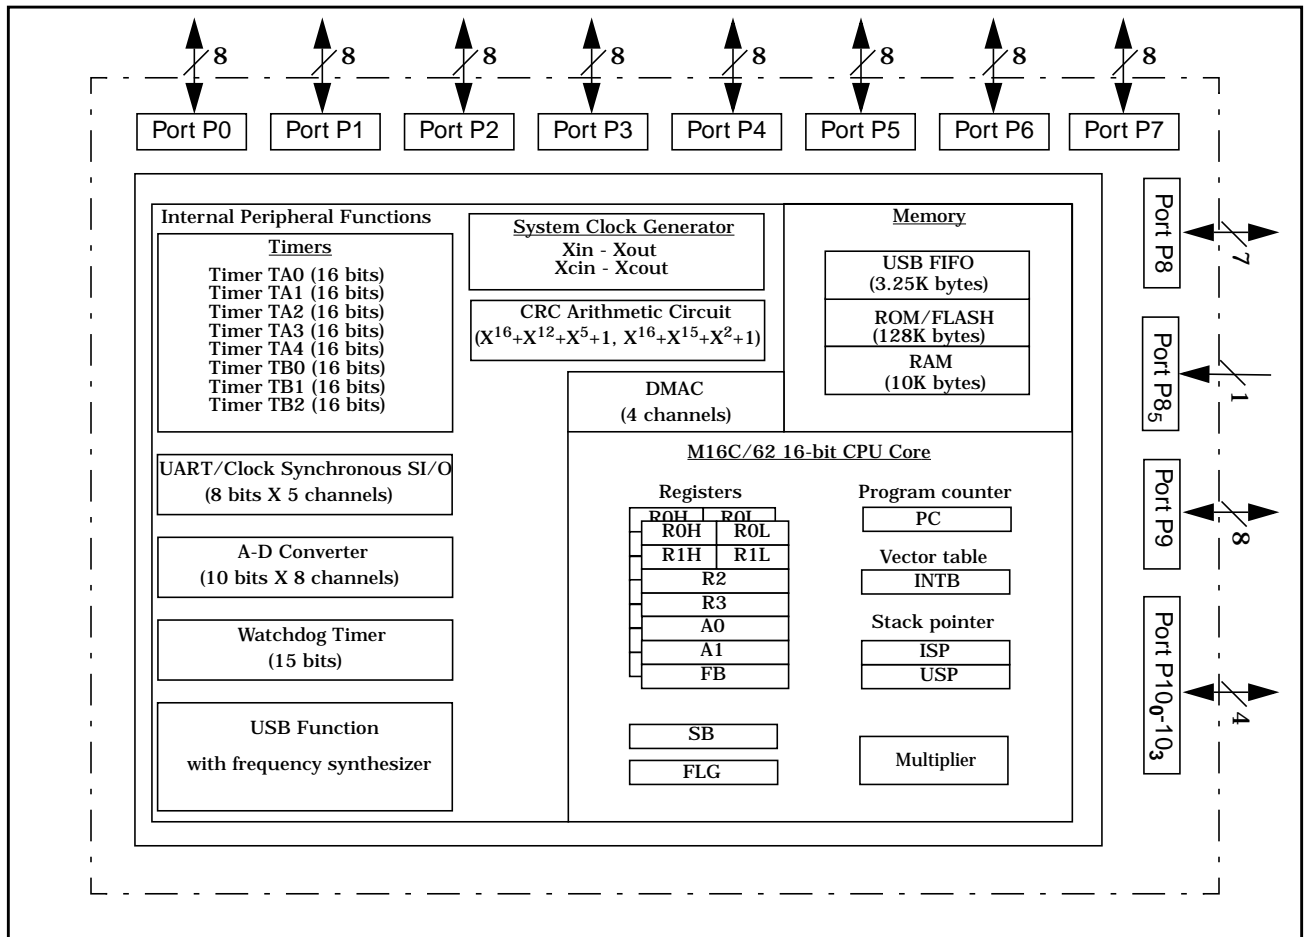 8 8 8 8 8 8 8 8
Port P0 Port P1 Port P2 Port P3 Port P4 Port P5 Port P6 Port P7
Internal Peripheral Functions
Timers
Timer TA0 (16 bits)
Timer TA1 (16 bits)
Timer TA2 (16 bits)
Timer TA3 (16 bits)
Timer TA4 (16 bits)
Timer TB0 (16 bits)
Timer TB1 (16 bits)
Timer TB2 (16 bits)
UART/Clock Synchronous SI/O
(8 bits X 5 channels)
A-D Converter
(10 bits X 8 channels)
Watchdog Timer
(15 bits)
USB Function
with frequency synthesizer
System Clock Generator
Xin - Xout
Xcin - Xcout
CRC Arithmetic Circuit
(X¹⁶+X¹²+X⁵+1, X¹⁶+X¹⁵+X²+1)
DMAC
(4 channels)
Memory
USB FIFO
(3.25K bytes)
ROM/FLASH
(128K bytes)
RAM
(10K bytes)
M16C/62 16-bit CPU Core
Registers
R0H R0L
R0H R0L
R1H R1L
R2
R3
A0
A1
FB
SB
FLG
Program counter
PC
Vector table
INTB
Stack pointer
ISP
USP
Multiplier
Port P8
7
Port P8₅
1
Port P9
8
Port P10₀-10₃
4